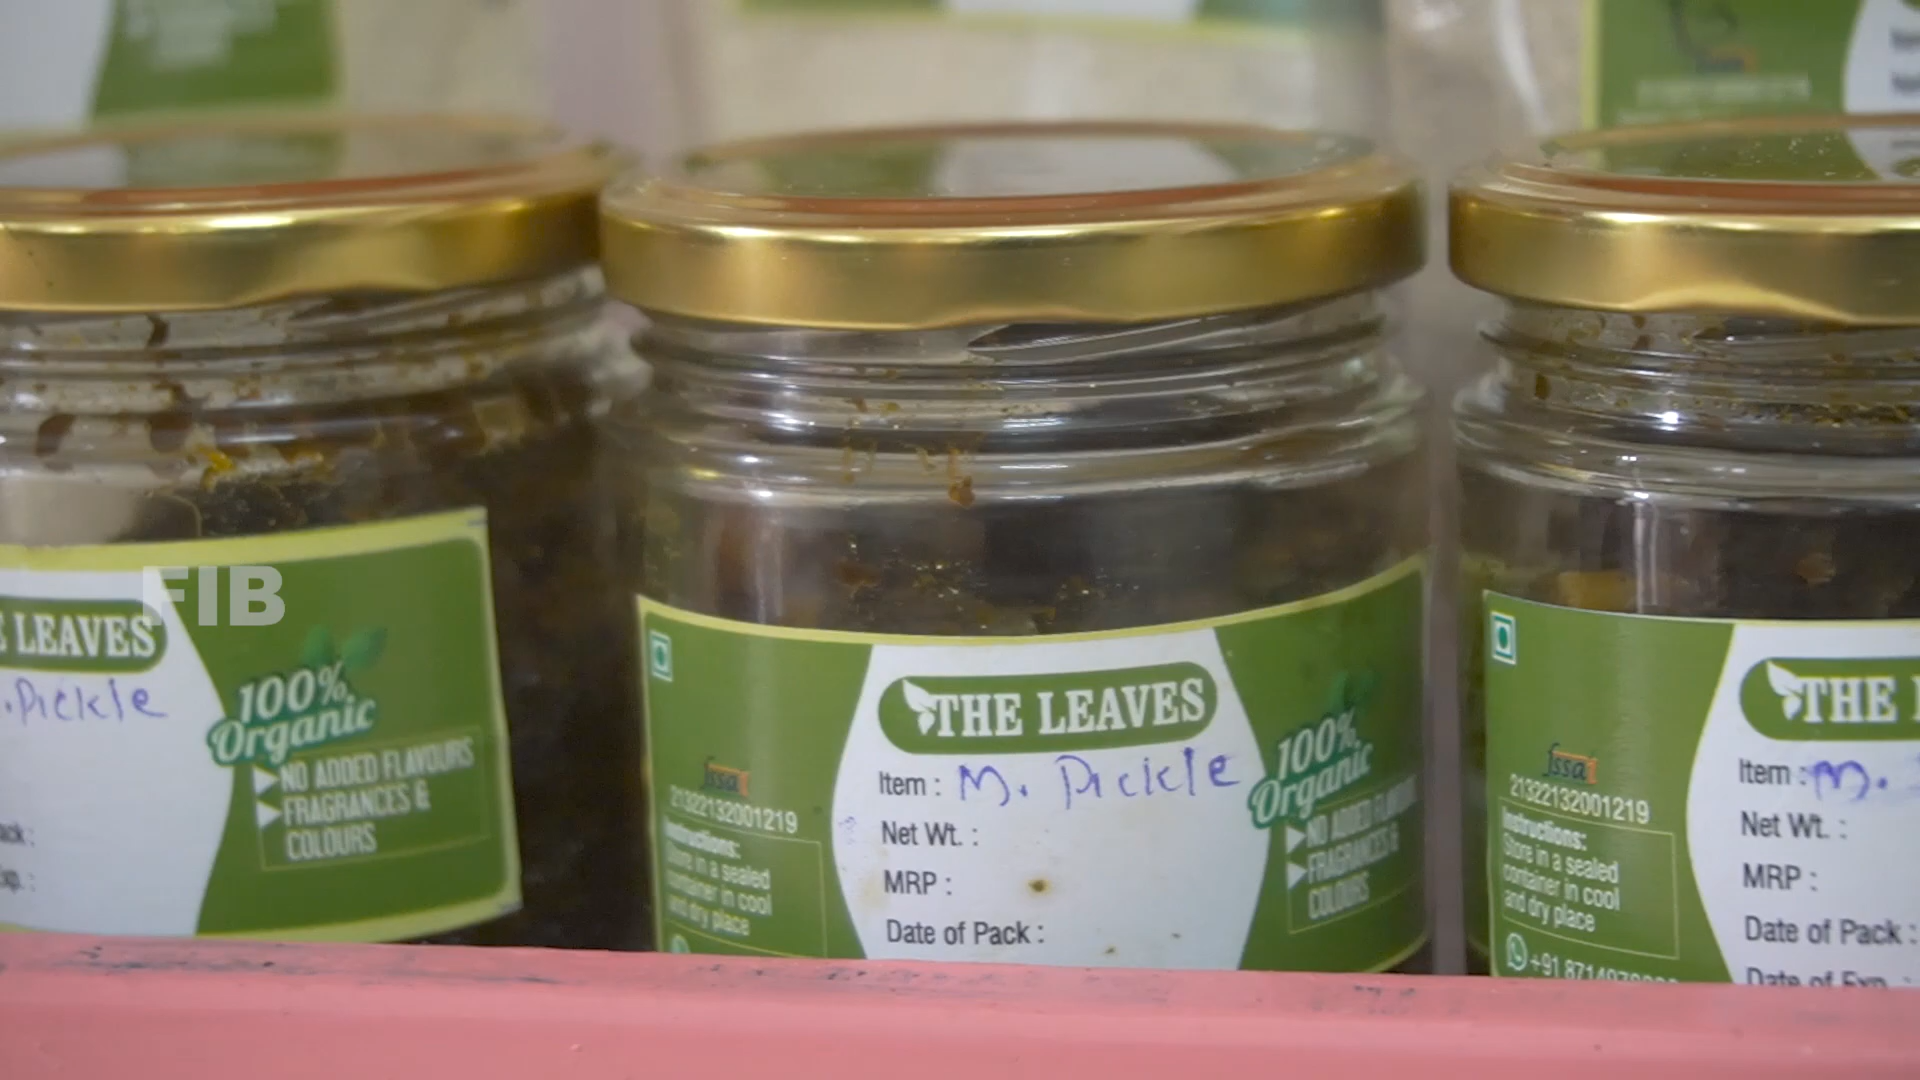 FIB
E LEAVES
.Pickle
100%
Organic
NO ADDED FLAVOURS
FRAGRANCES &
COLOURS
THE LEAVES
Item : M. Pickle
Net Wt. :
MRP :
Date of Pack :
fssai
21322132001219
Instructions:
Store in a sealed
container in cool
and dry place
100%
Organic
NO ADDED
FRAGRANCES &
COLOURS
THE
Item : M.
Net Wt. :
MRP :
Date of Pack :
Date of Exp :
fssai
21322132001219
Instructions:
Store in a sealed
container in cool
and dry place